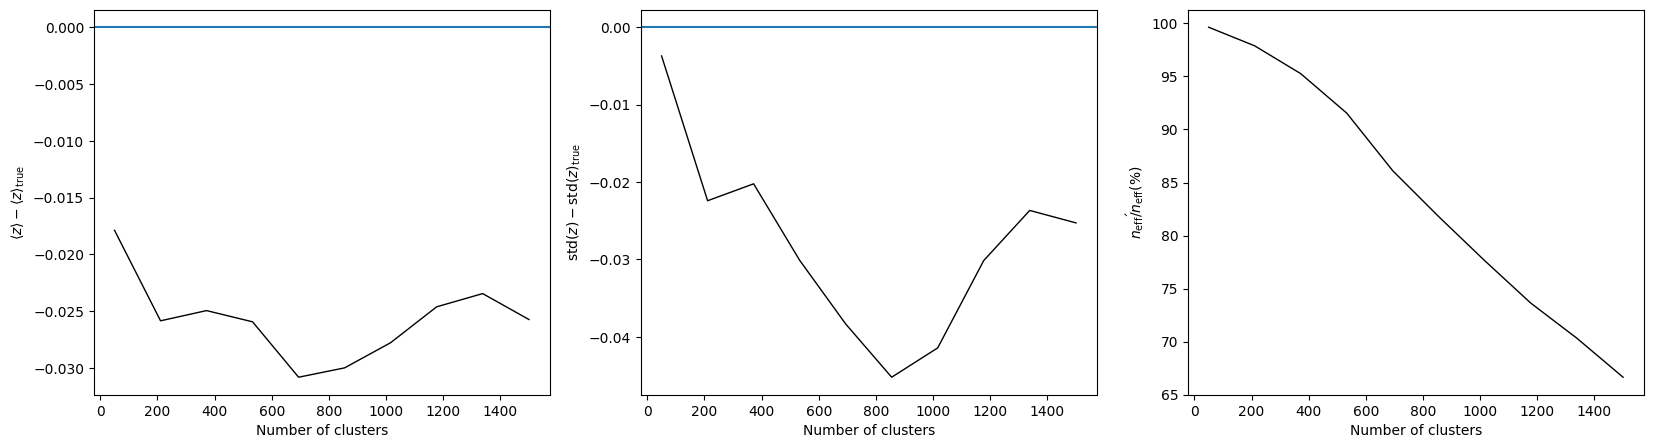 0.000
−0.005
−0.010
−0.015
−0.020
−0.025
−0.030
⟨z⟩ − ⟨z⟩true
0 200 400 600 800 1000 1200 1400
Number of clusters
0.00
−0.01
−0.02
−0.03
−0.04
std(z) − std(z)true
0 200 400 600 800 1000 1200 1400
Number of clusters
100
95
90
85
80
75
70
65
n′eff/neff(%)
0 200 400 600 800 1000 1200 1400
Number of clusters